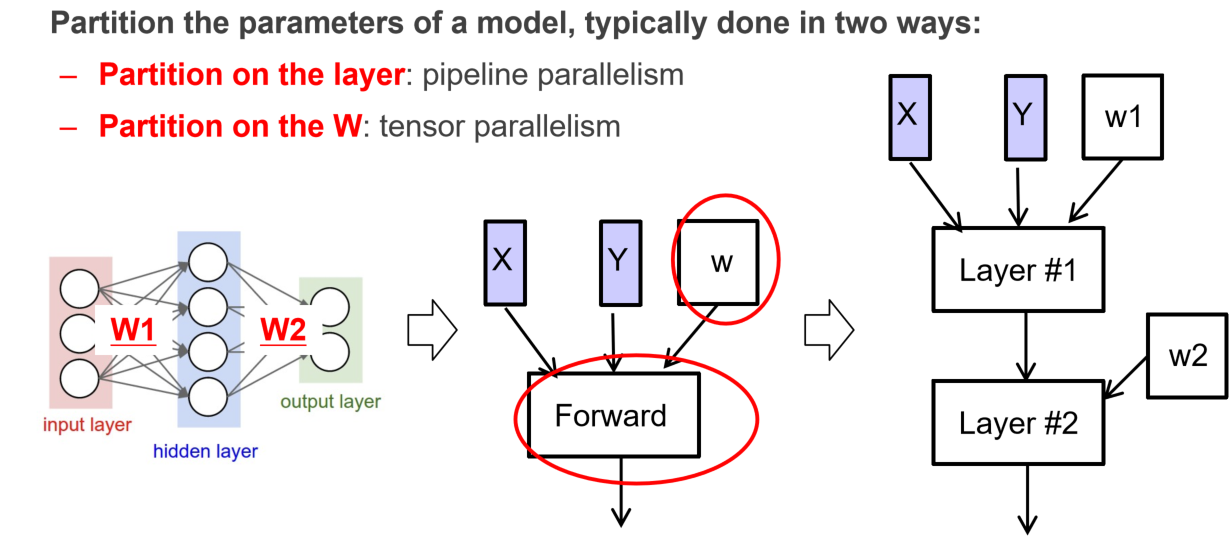 Partition the parameters of a model, typically done in two ways:
– Partition on the layer: pipeline parallelism
– Partition on the W: tensor parallelism
W1
W2
input layer
hidden layer
output layer
X
Y
w
Forward
X
Y
w1
Layer #1
w2
Layer #2